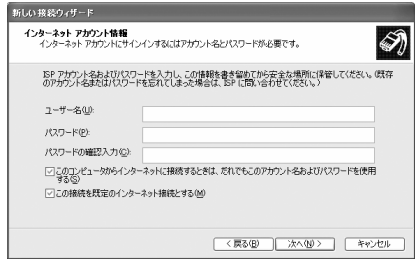 新しい接続ウィザード
インターネット アカウント情報
インターネット アカウントにサインインするにはアカウント名とパスワードが必要です。
ISP アカウント名およびパスワードを入力し、この情報を書き留めてから安全な場所に保管してください。(既存
のアカウント名またはパスワードを忘れてしまった場合は、ISP に問い合わせてください。)
ユーザー名(U):
パスワード(P):
パスワードの確認入力(C):
このコンピュータからインターネットに接続するときは、だれでもこのアカウント名およびパスワードを使用
する(S)
この接続を既定のインターネット接続とする(M)
< 戻る(B)
次へ(N) >
キャンセル